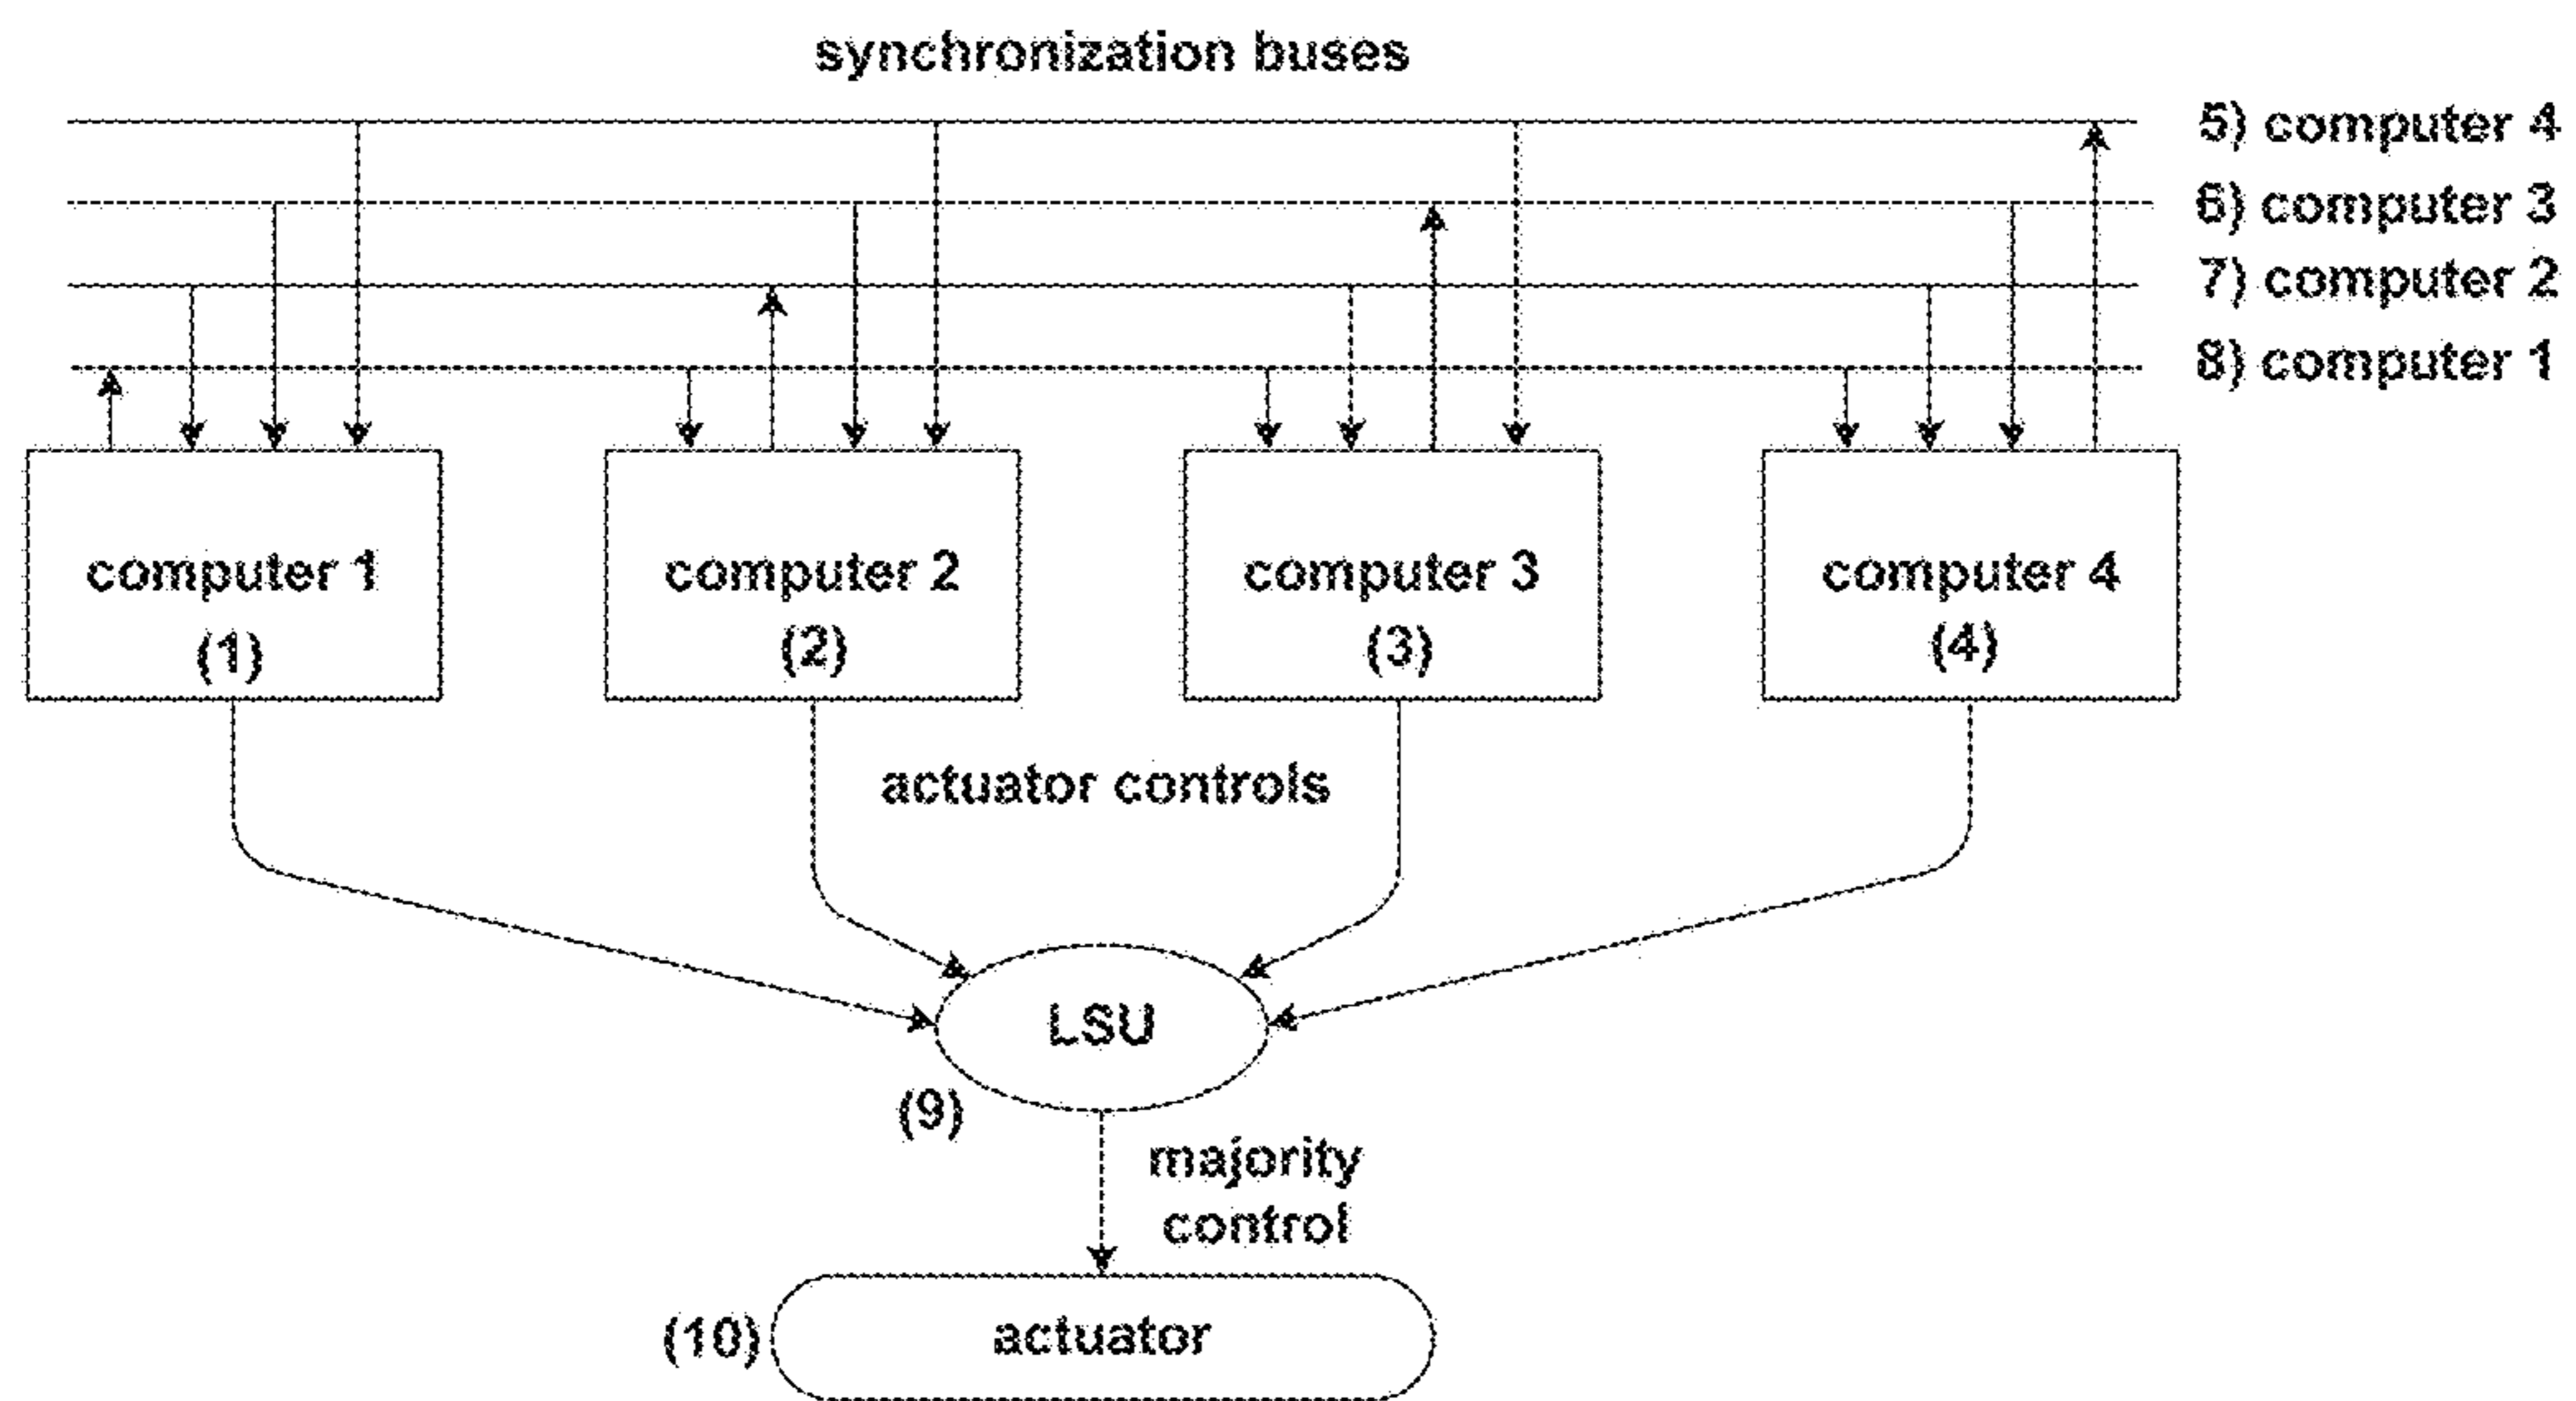 synchronization buses
5) computer 4
6) computer 3
7) computer 2
8) computer 1
computer 1
(1)
computer 2
(2)
computer 3
(3)
computer 4
(4)
actuator controls
LSU
(9)
majority
control
(10)
actuator